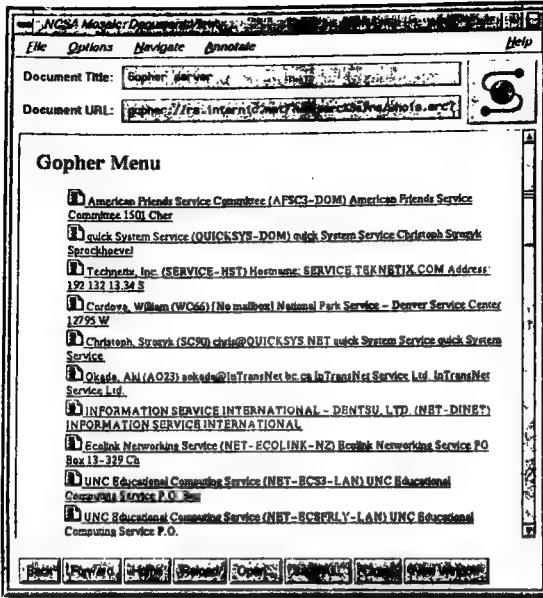 NCSA Mosaic: Document View
File Options Navigate Annotate Help
Document Title: Gopher server
Document URL:
Gopher Menu
American Friends Service Committee (AFSC3-DOM) American Friends Service
Committee 1501 Cher
quick System Service (QUICKSYS-DOM) quick System Service Christoph Strozyk
Sprockhoevel
Technetix, Inc. (SERVICE-HST) Hostname: SERVICE.TEKNETIX.COM Address:
192 132 13.34 S
Cordova, William (WC66) [No mailbox] National Park Service - Denver Service Center
12795 W
Christoph, Strozyk (SC90) chris@QUICKSYS.NET quick System Service quick System
Service
Okada, Aki (AO23) aokada@InTransNet.bc.ca InTransNet Service Ltd. InTransNet
Service Ltd.
INFORMATION SERVICE INTERNATIONAL - DENTSU, LTD. (NET-DINET)
INFORMATION SERVICE INTERNATIONAL
Ecolink Networking Service (NET-ECOLINK-NZ) Ecolink Networking Service PO
Box 13-329 Ch
UNC Educational Computing Service (NET-ECS3-LAN) UNC Educational
Computing Service P.O. Box
UNC Educational Computing Service (NET-ECSFRLY-LAN) UNC Educational
Computing Service P.O.
Back Forward Home Reload Open